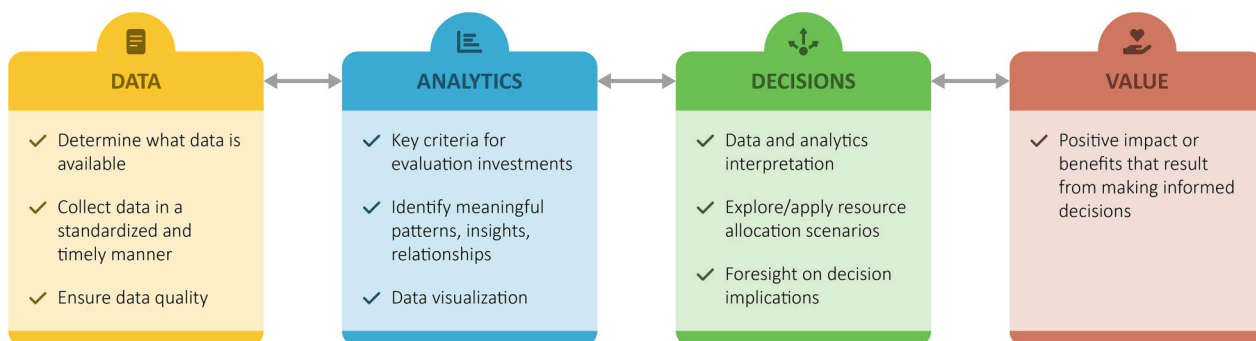 DATA
Determine what data is
available
Collect data in a
standardized and
timely manner
Ensure data quality
ANALYTICS
Key criteria for
evaluation investments
Identify meaningful
patterns, insights,
relationships
Data visualization
DECISIONS
Data and analytics
interpretation
Explore/apply resource
allocation scenarios
Foresight on decision
implications
VALUE
Positive impact or
benefits that result
from making informed
decisions